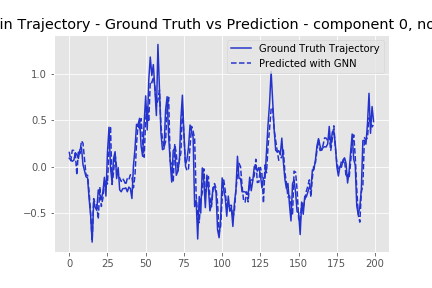 in Trajectory - Ground Truth vs Prediction - component 0, no
Ground Truth Trajectory
Predicted with GNN
1.0
0.5
0.0
−0.5
0 25 50 75 100 125 150 175 200